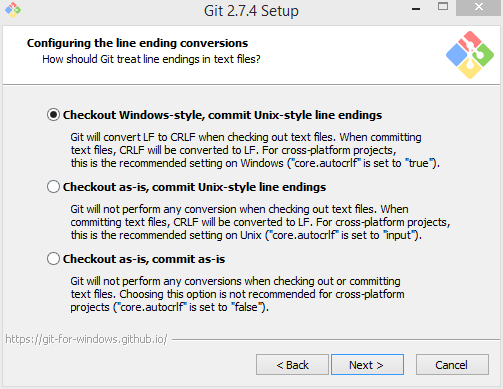 Git 2.7.4 Setup
Configuring the line ending conversions
How should Git treat line endings in text files?
Checkout Windows-style, commit Unix-style line endings
Git will convert LF to CRLF when checking out text files. When committing
text files, CRLF will be converted to LF. For cross-platform projects,
this is the recommended setting on Windows ("core.autocrlf" is set to "true").
Checkout as-is, commit Unix-style line endings
Git will not perform any conversion when checking out text files. When
committing text files, CRLF will be converted to LF. For cross-platform projects,
this is the recommended setting on Unix ("core.autocrlf" is set to "input").
Checkout as-is, commit as-is
Git will not perform any conversions when checking out or committing
text files. Choosing this option is not recommended for cross-platform
projects ("core.autocrlf" is set to "false").
https://git-for-windows.github.io/
< Back Next > Cancel